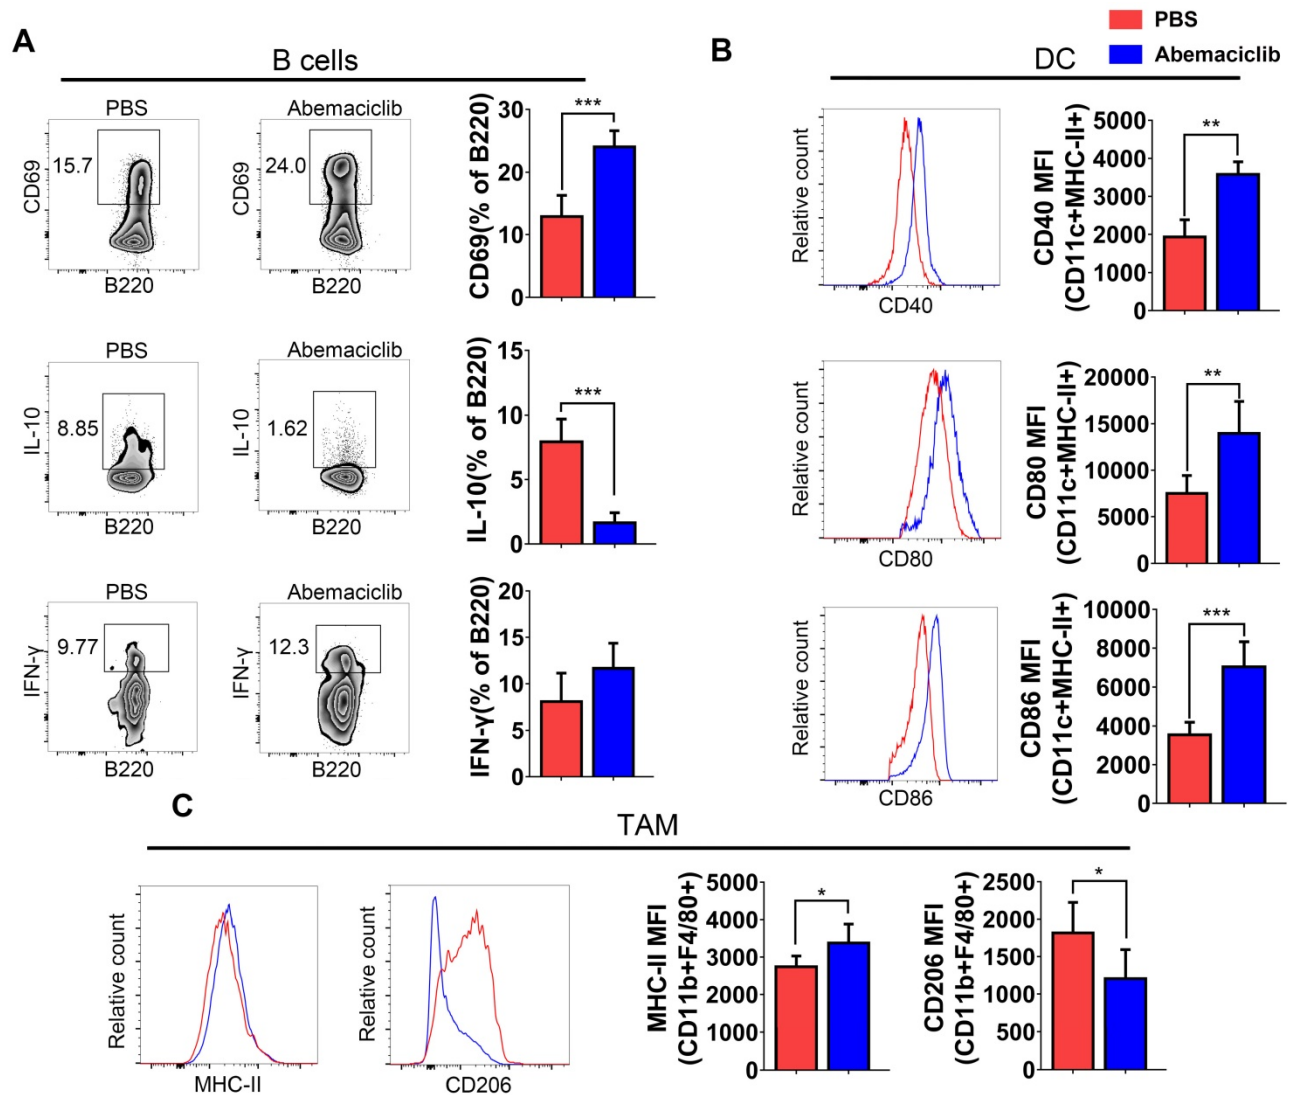 PBS
Abemaciclib
A
B cells
PBS
Abemaciclib
CD69
15.7
B220
CD69
24.0
B220
CD69(% of B220)
30
20
10
0
***
PBS
Abemaciclib
IL-10
8.85
B220
IL-10
1.62
B220
IL-10(% of B220)
15
10
5
0
***
PBS
Abemaciclib
IFN-γ
9.77
B220
IFN-γ
12.3
B220
IFN-γ(% of B220)
20
15
10
5
0
B
DC
Relative count
CD40
CD40 MFI
(CD11c+MHC-II+)
5000
4000
3000
2000
1000
0
**
Relative count
CD80
CD80 MFI
(CD11c+MHC-II+)
20000
15000
10000
5000
0
**
Relative count
CD86
CD86 MFI
(CD11c+MHC-II+)
10000
8000
6000
4000
2000
0
***
C
TAM
Relative count
MHC-II
Relative count
CD206
MHC-II MFI
(CD11b+F4/80+)
5000
4000
3000
2000
1000
0
*
CD206 MFI
(CD11b+F4/80+)
2500
2000
1500
1000
500
0
*